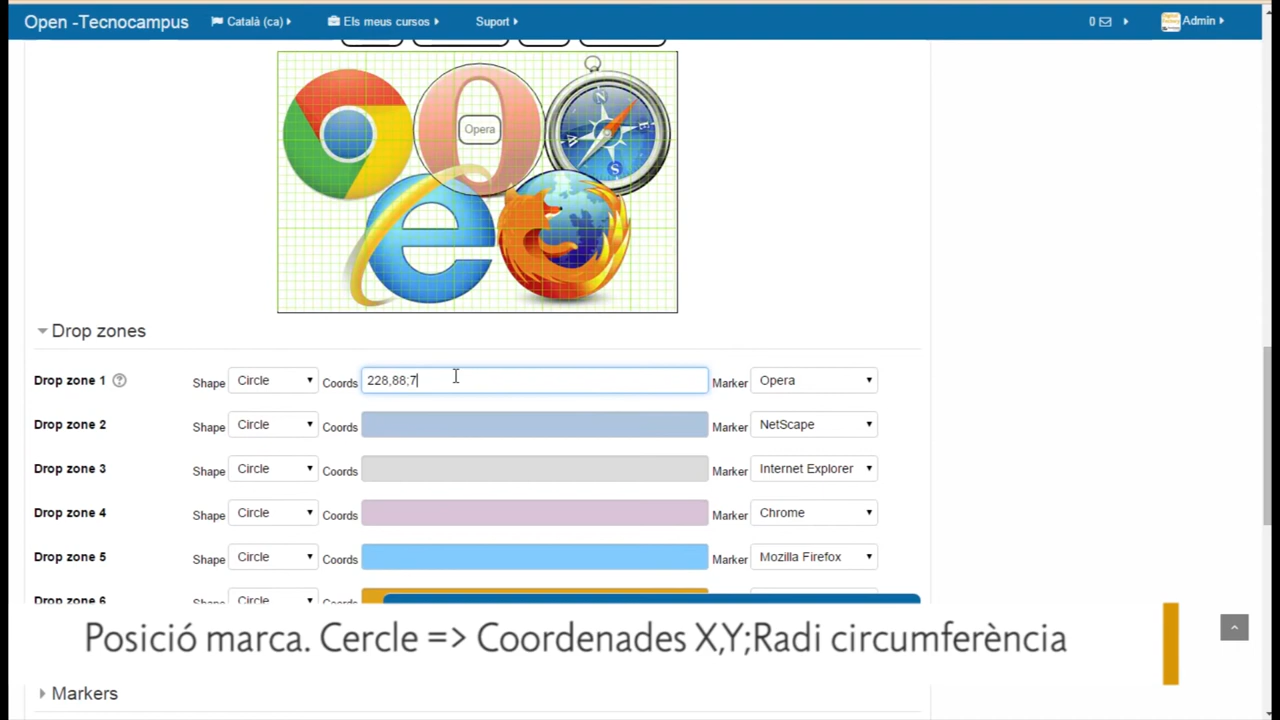 Open -Tecnocampus Català (ca) Els meus cursos Suport 0 Admin
N
Opera
W E
S
Drop zones
Drop zone 1 Shape Circle Coords 228,88;7 Marker Opera
Drop zone 2 Shape Circle Coords Marker NetScape
Drop zone 3 Shape Circle Coords Marker Internet Explorer
Drop zone 4 Shape Circle Coords Marker Chrome
Drop zone 5 Shape Circle Coords Marker Mozilla Firefox
Drop zone 6 Shape Circle Coords
Posició marca. Cercle => Coordenades X,Y;Radi circumferència
Markers